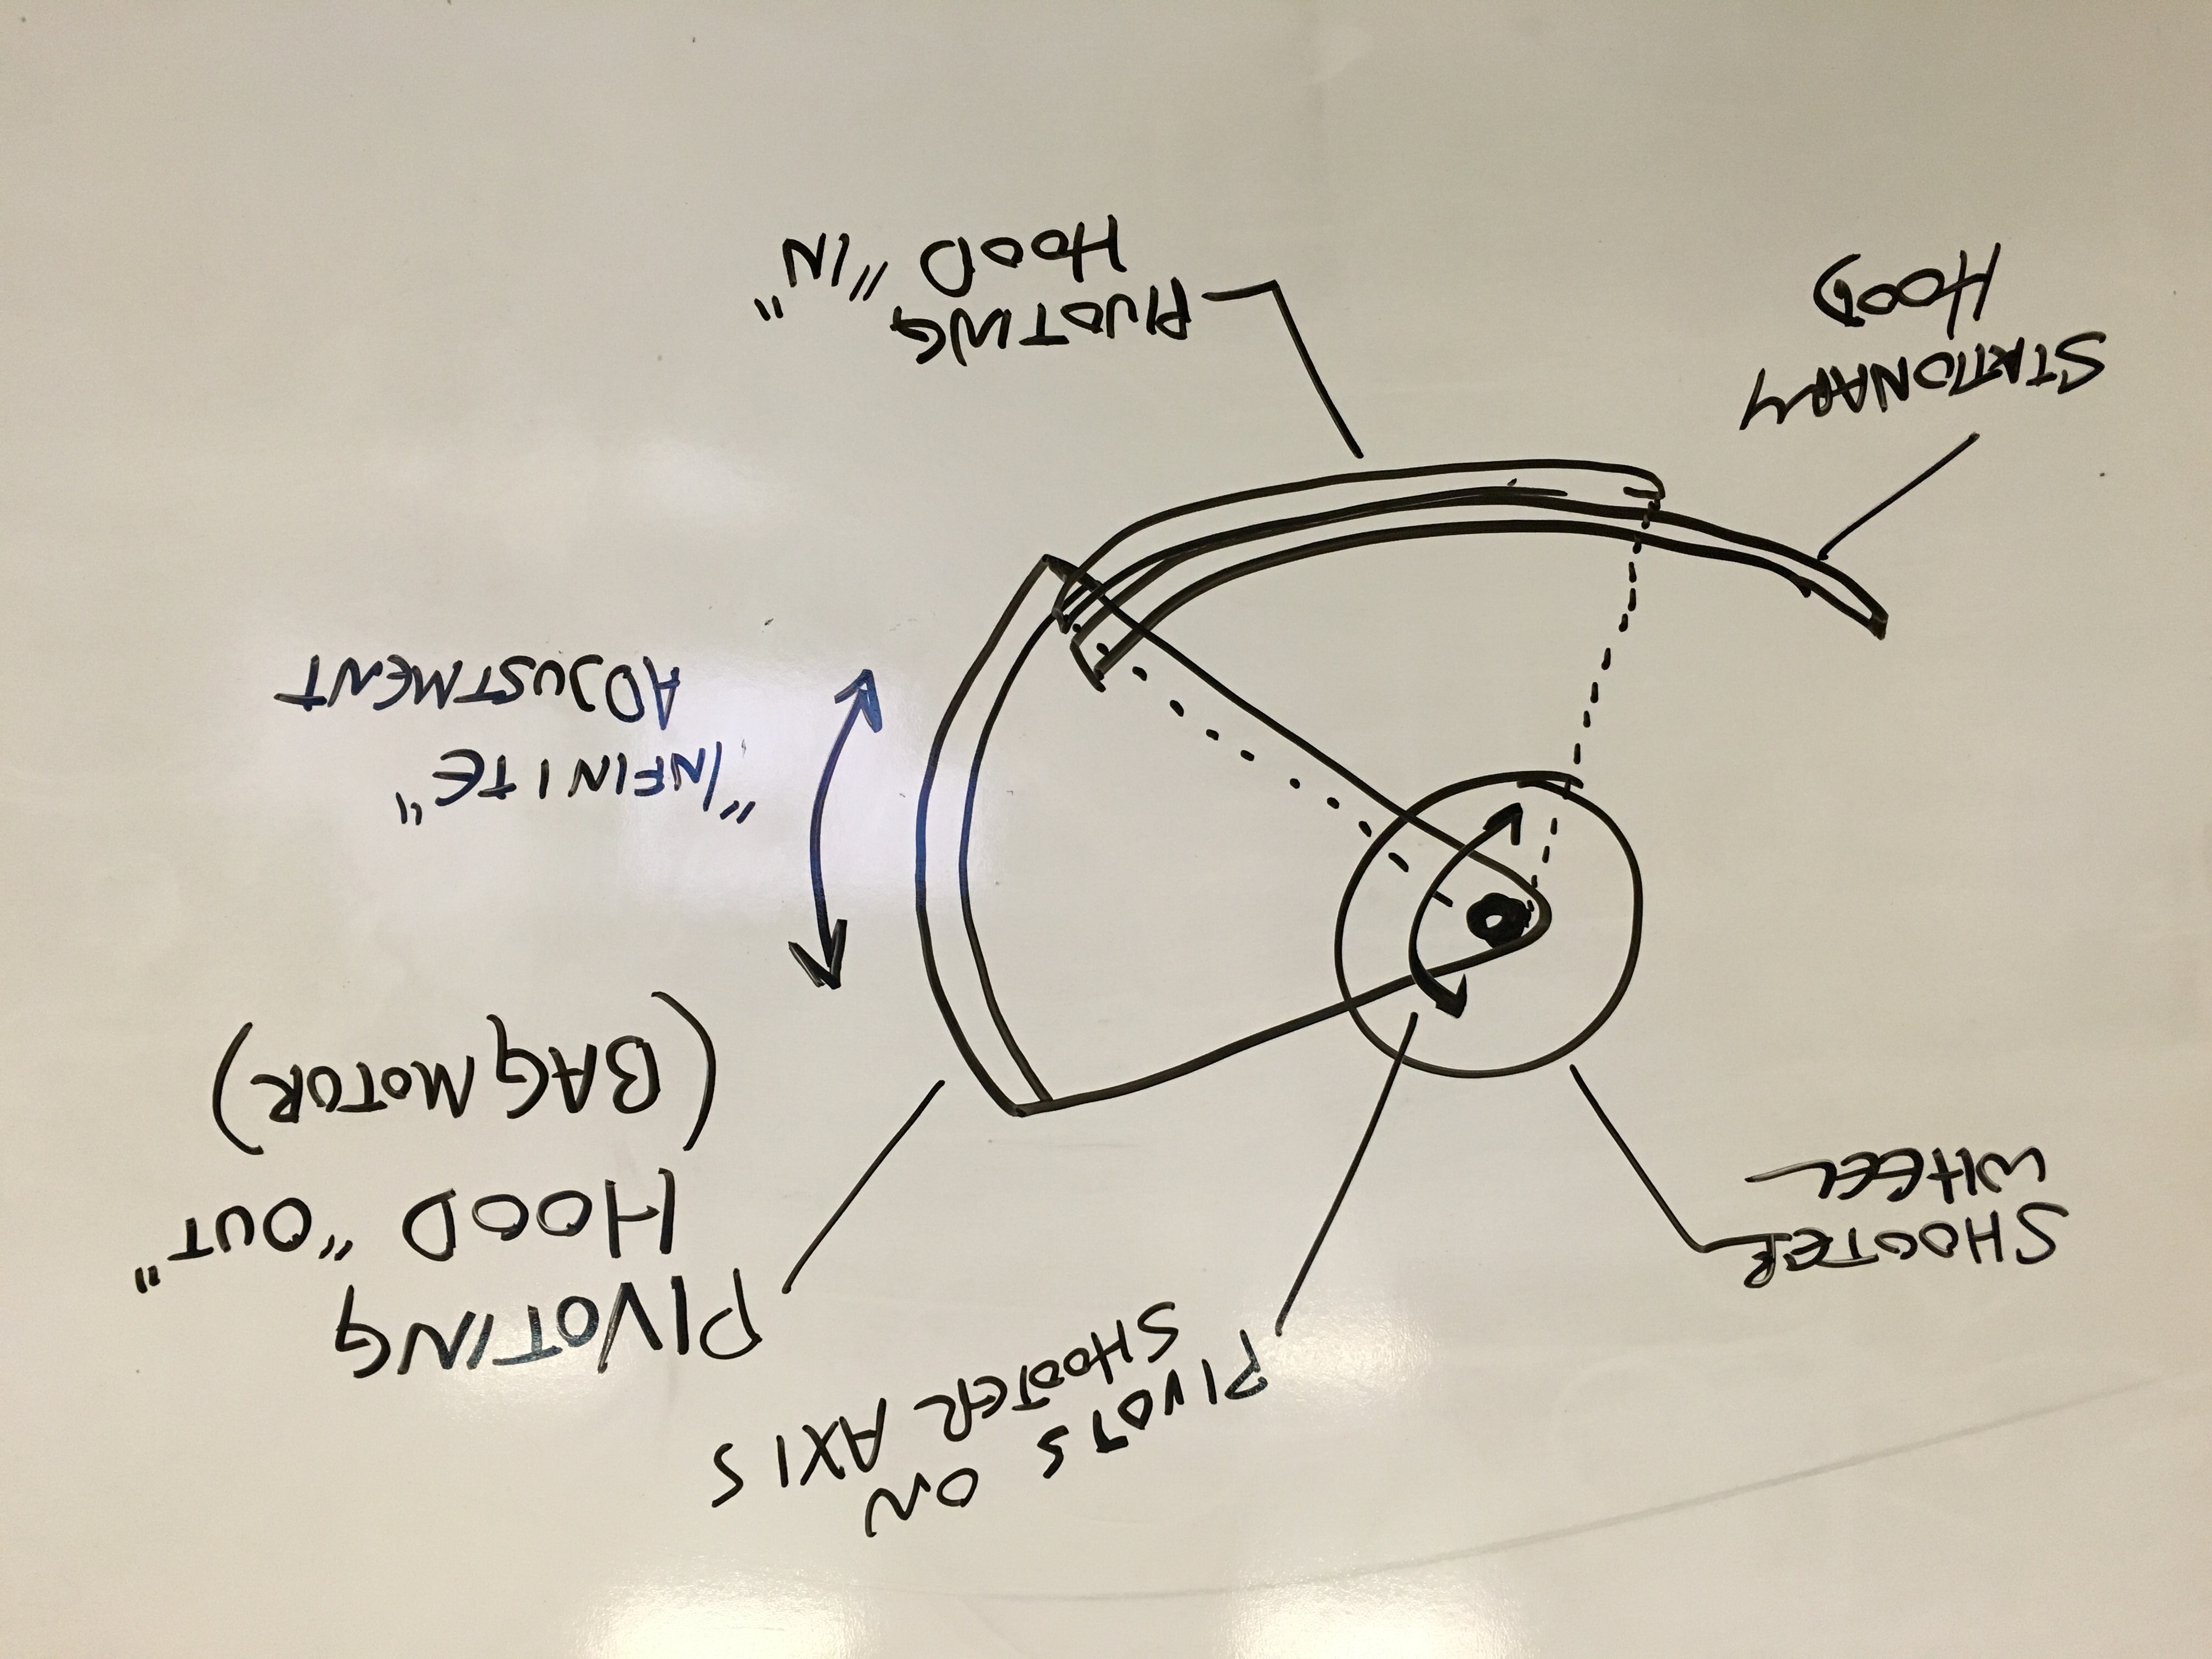 PIVOTS ON
SHOOTER AXIS
PIVOTING
HOOD "OUT"
(BAG MOTOR)
SHOOTER
WHEEL
"INFINITE"
ADJUSTMENT
STATIONARY
HOOD
PIVOTING
HOOD "IN"